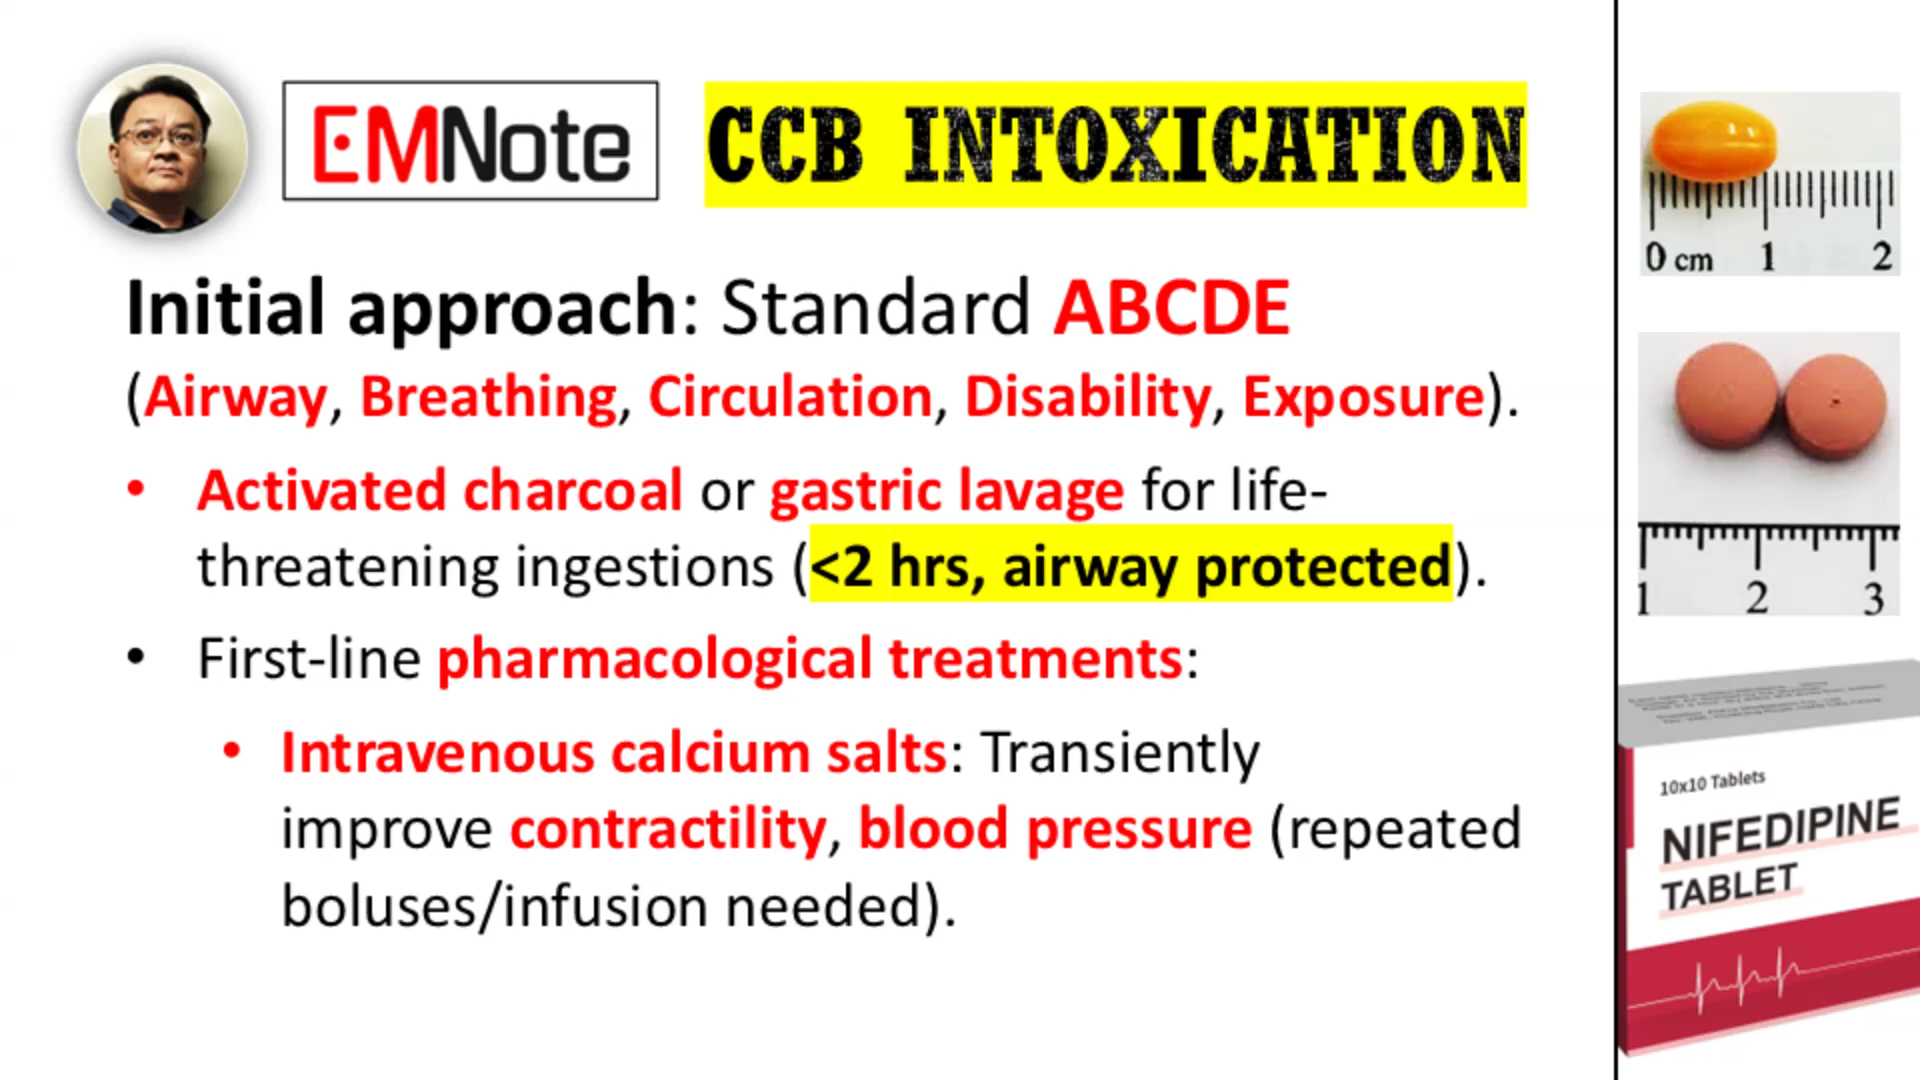 EMNote
CCB INTOXICATION
Initial approach: Standard ABCDE
(Airway, Breathing, Circulation, Disability, Exposure).
• Activated charcoal or gastric lavage for life-
threatening ingestions (<2 hrs, airway protected).
• First-line pharmacological treatments:
• Intravenous calcium salts: Transiently
improve contractility, blood pressure (repeated
boluses/infusion needed).
0 cm 1 2
1 2 3
10x10 Tablets
NIFEDIPINE
TABLET